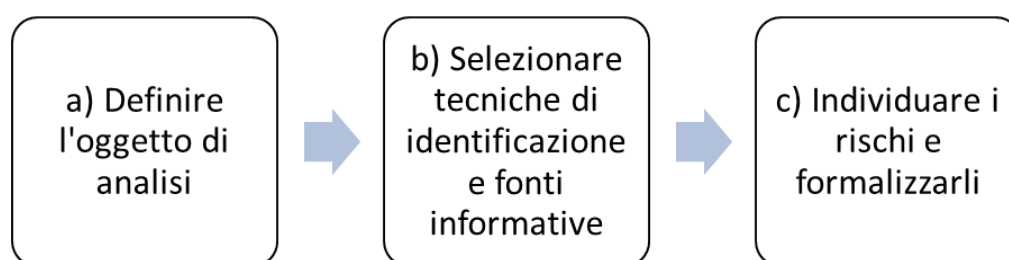 a) Definire
l'oggetto di
analisi
b) Selezionare
tecniche di
identificazione
e fonti
informative
c) Individuare i
rischi e
formalizzarli